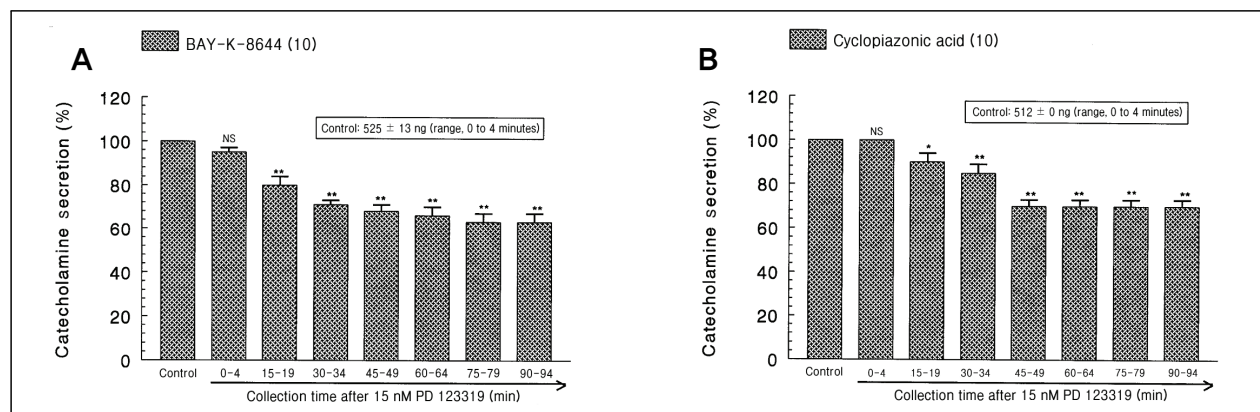 A
BAY-K-8644 (10)
Catecholamine secretion (%)
120
100
80
60
40
20
0
Control: 525 ± 13 ng (range, 0 to 4 minutes)
NS
**
**
**
**
**
**
Control
0-4
15-19
30-34
45-49
60-64
75-79
90-94
Collection time after 15 nM PD 123319 (min)
B
Cyclopiazonic acid (10)
Catecholamine secretion (%)
120
100
80
60
40
20
0
Control: 512 ± 0 ng (range, 0 to 4 minutes)
NS
*
**
**
**
**
**
Control
0-4
15-19
30-34
45-49
60-64
75-79
90-94
Collection time after 15 nM PD 123319 (min)